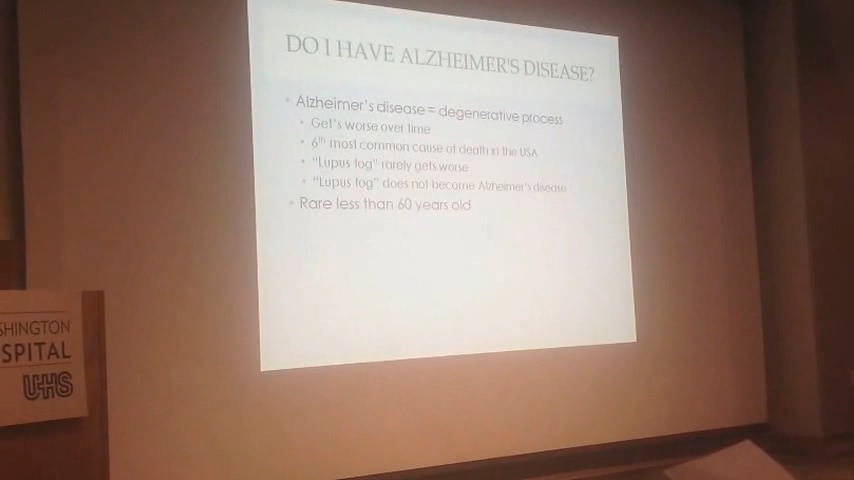 DO I HAVE ALZHEIMER'S DISEASE?
• Alzheimer's disease = degenerative process
• Get's worse over time
• 6th most common cause of death in the USA
• "Lupus fog" rarely gets worse
• "Lupus fog" does not become Alzheimer's disease
• Rare less than 60 years old
SHINGTON
SPITAL
UHS